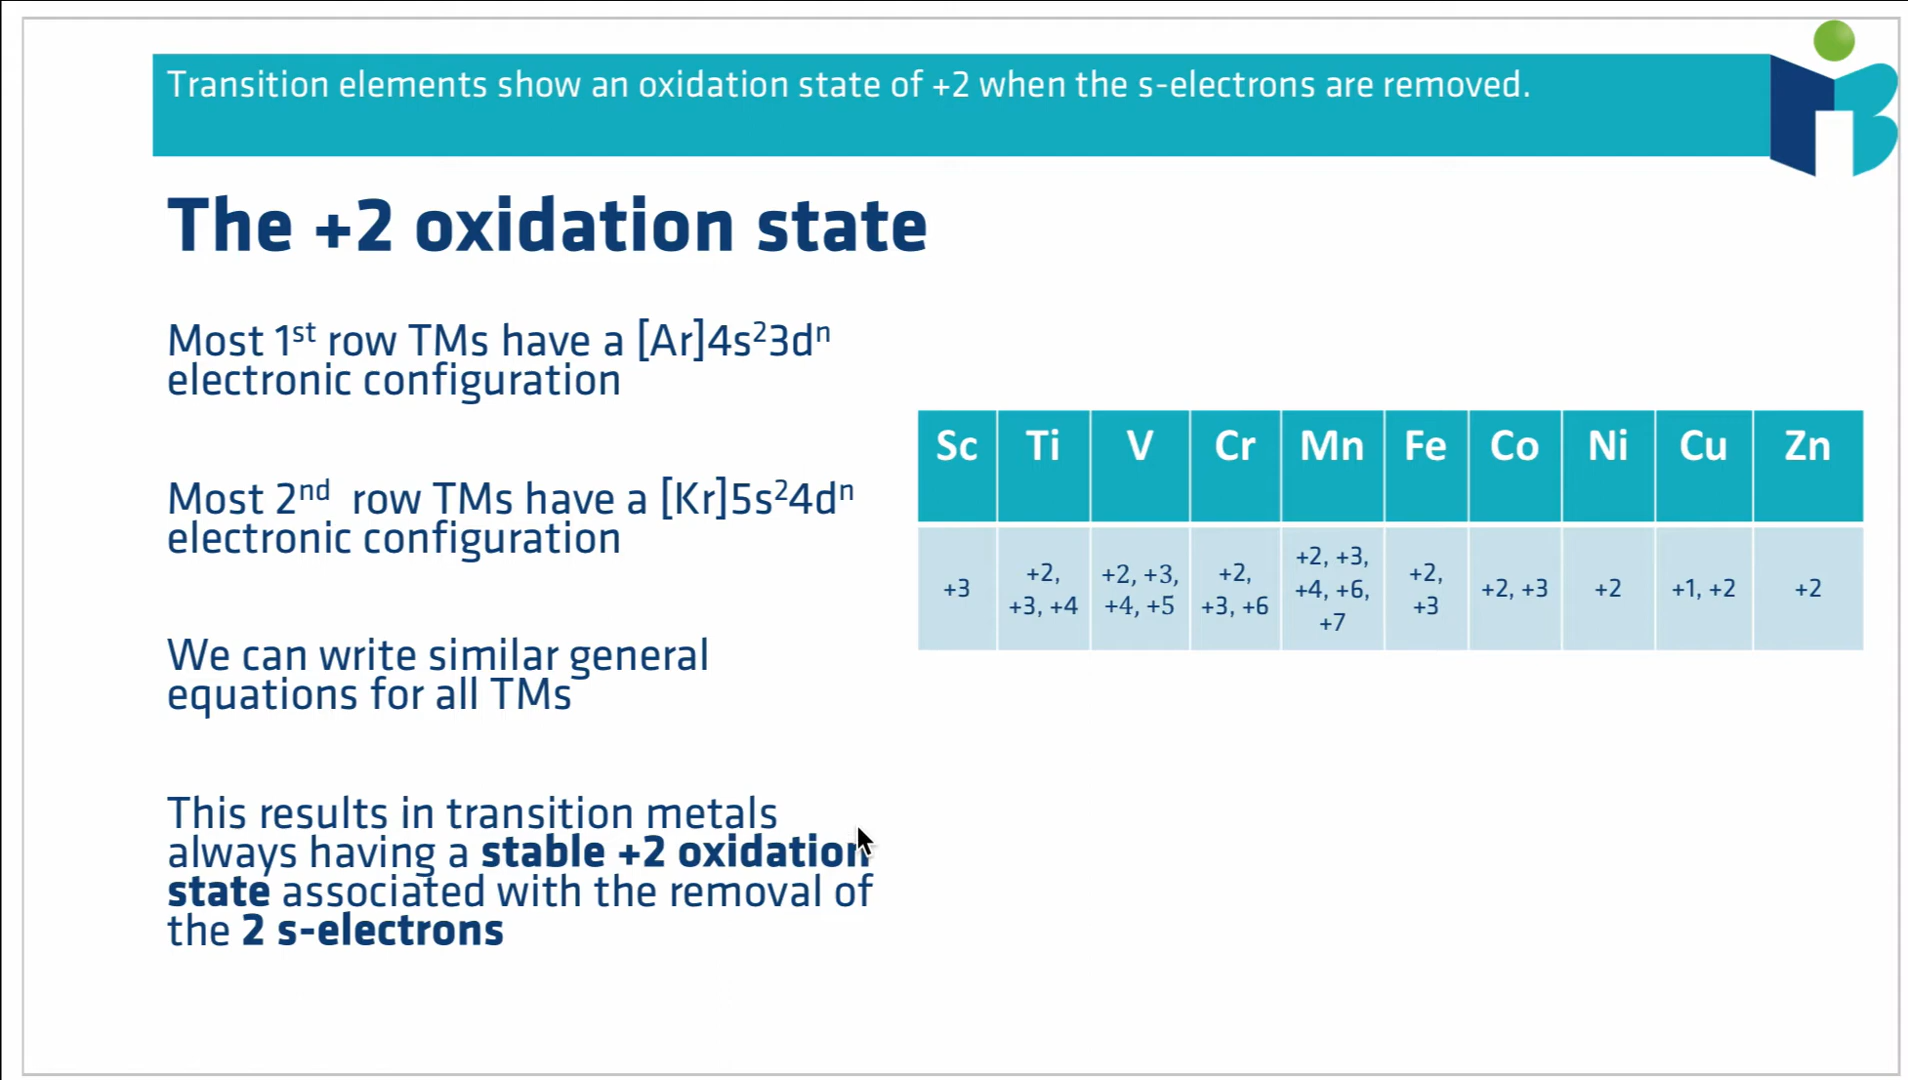 Transition elements show an oxidation state of +2 when the s-electrons are removed.
The +2 oxidation state
Most 1st row TMs have a [Ar]4s²3dⁿ
electronic configuration
Most 2nd row TMs have a [Kr]5s²4dⁿ
electronic configuration
We can write similar general
equations for all TMs
This results in transition metals
always having a stable +2 oxidation
state associated with the removal of
the 2 s-electrons
Sc Ti V Cr Mn Fe Co Ni Cu Zn
+3
+2,
+3, +4
+2, +3,
+4, +5
+2,
+3, +6
+2, +3,
+4, +6,
+7
+2,
+3
+2, +3
+2
+1, +2
+2